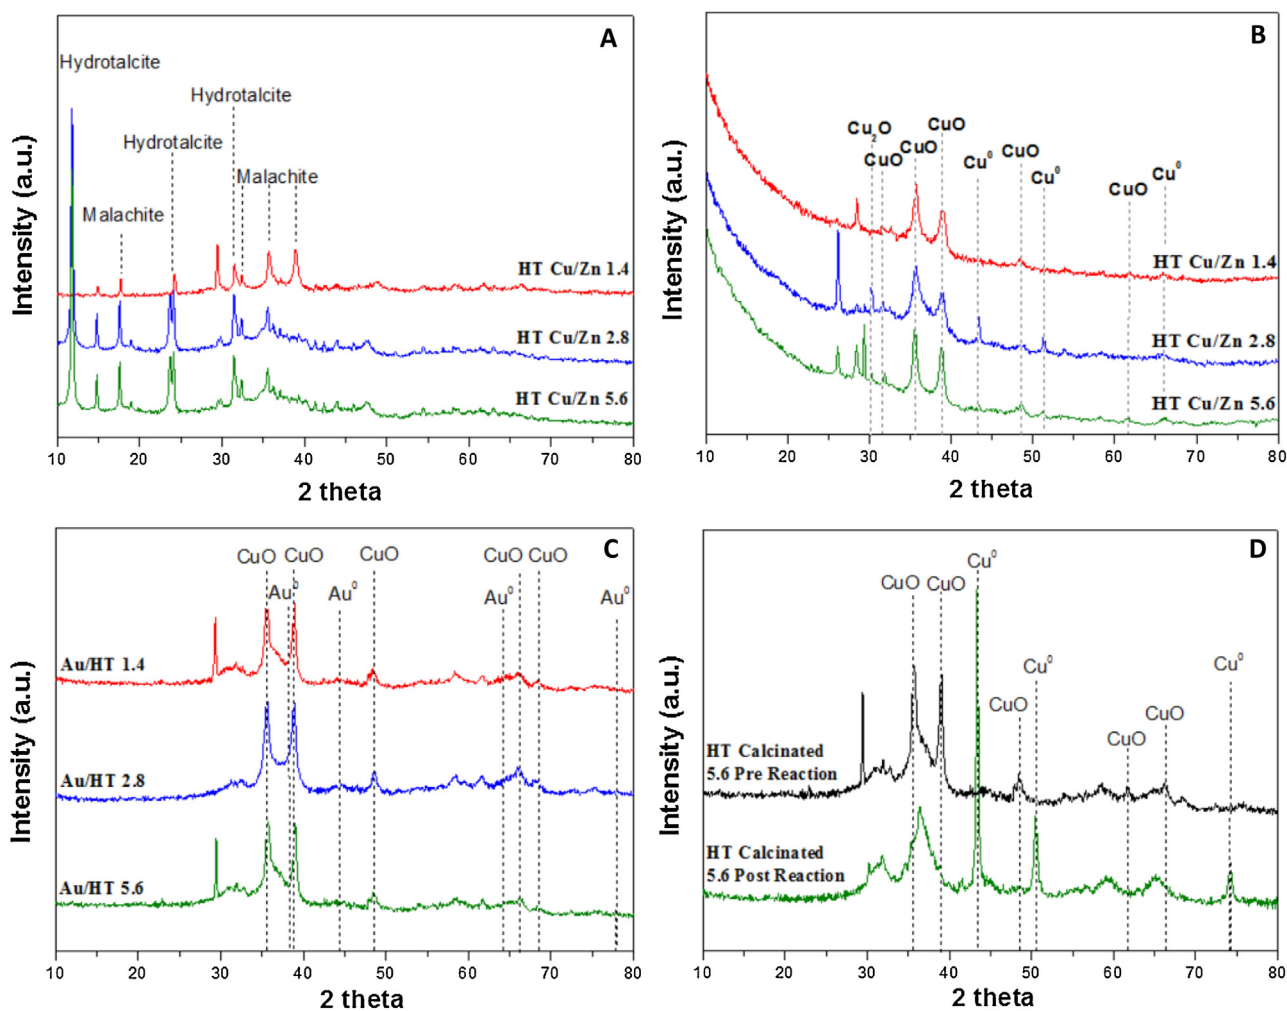 A
Hydrotalcite
Hydrotalcite
Hydrotalcite
Malachite
Malachite
HT Cu/Zn 1.4
HT Cu/Zn 2.8
HT Cu/Zn 5.6
Intensity (a.u.)
10 20 30 40 50 60 70 80
2 theta
B
Cu₂O
CuO
CuO
CuO
Cu⁰
CuO
Cu⁰
CuO
Cu⁰
HT Cu/Zn 1.4
HT Cu/Zn 2.8
HT Cu/Zn 5.6
Intensity (a.u.)
10 20 30 40 50 60 70 80
2 theta
C
CuO CuO CuO CuO CuO
Au⁰ Au⁰ Au⁰ Au⁰
Au/HT 1.4
Au/HT 2.8
Au/HT 5.6
Intensity (a.u.)
10 20 30 40 50 60 70 80
2 theta
D
Cu⁰
CuO CuO
Cu⁰ Cu⁰
CuO CuO
CuO
HT Calcinated
5.6 Pre Reaction
HT Calcinated
5.6 Post Reaction
Intensity (a.u.)
10 20 30 40 50 60 70 80
2 theta